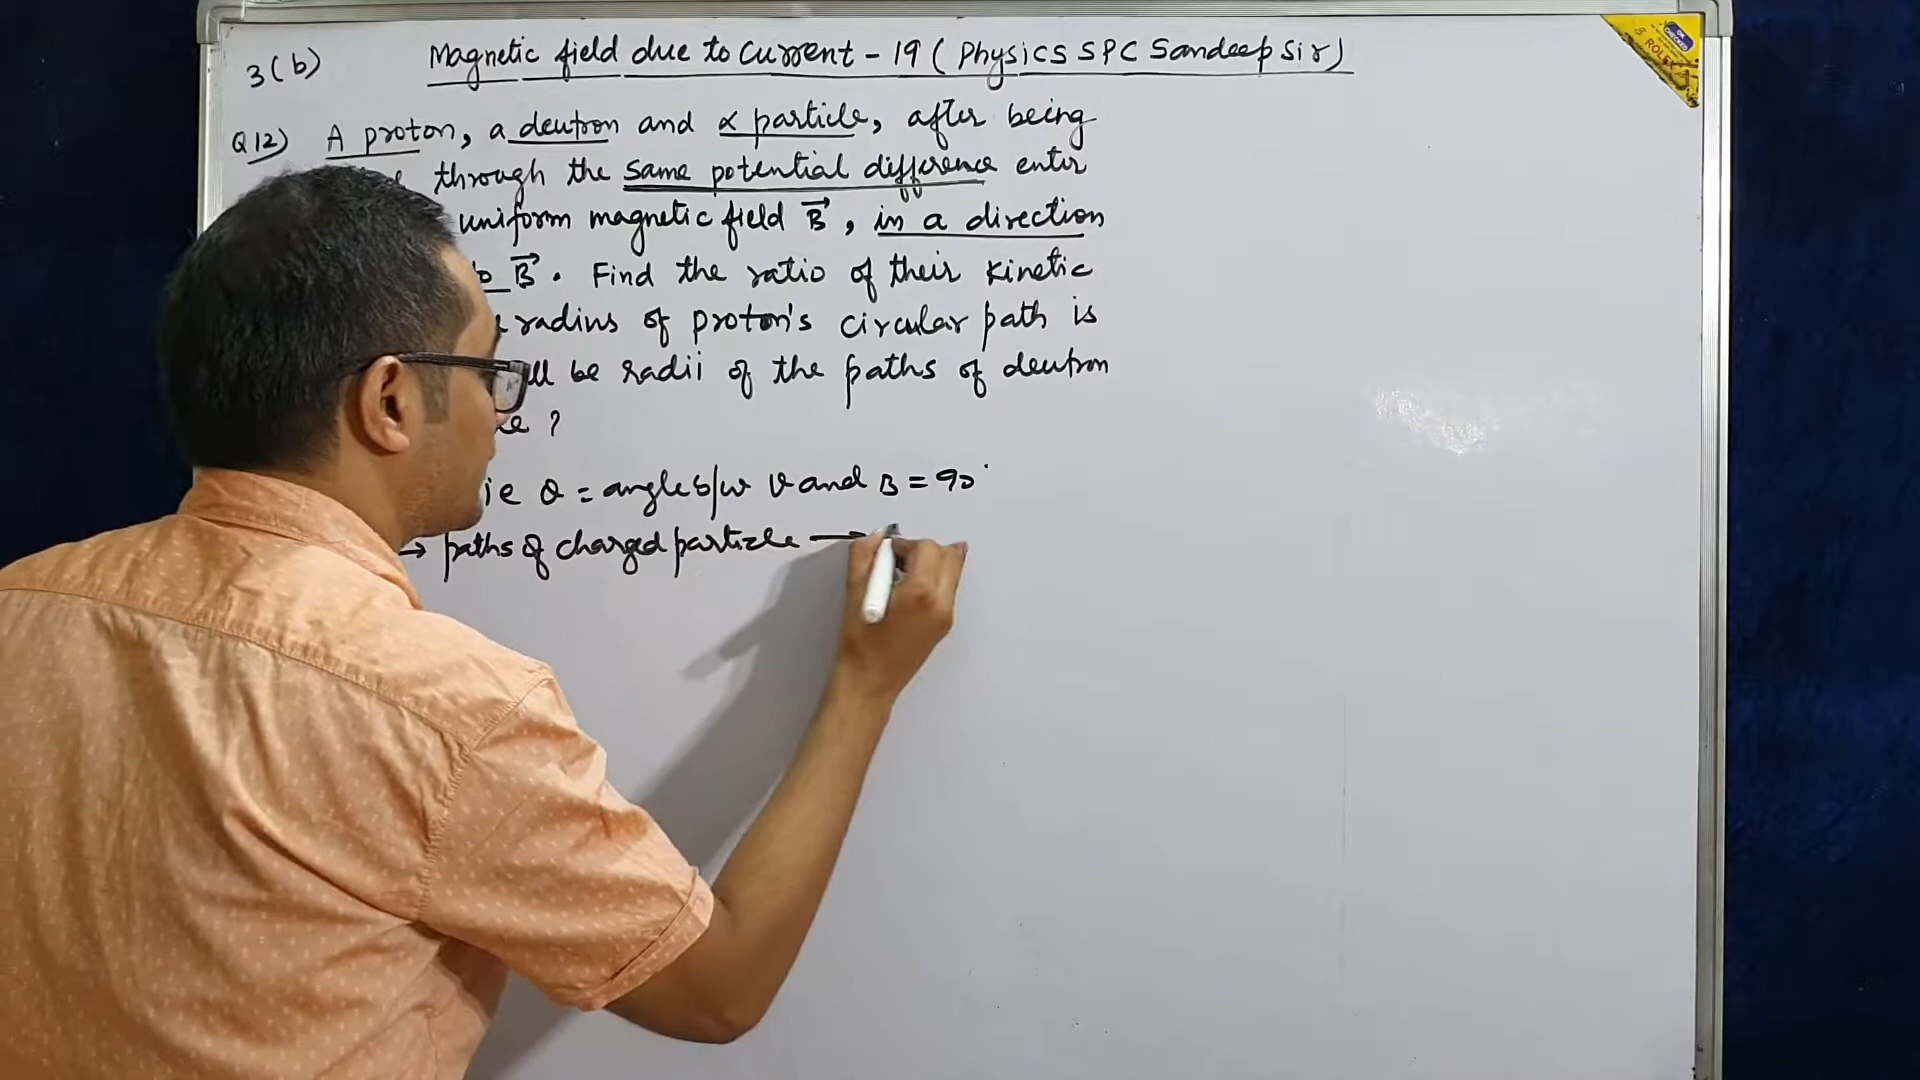 3(b) Magnetic field due to Current - 19 ( Physics SPC Sandeep Sir)
Q12) A proton, a deutron and α particle, after being
through the same potential difference enter
uniform magnetic field B⃗, in a direction
B⃗. Find the ratio of their Kinetic
radius of proton's circular path is
ll be radii of the paths of deutron
?
ie θ = angle b/w v and B = 90°
→ paths of charged particle →